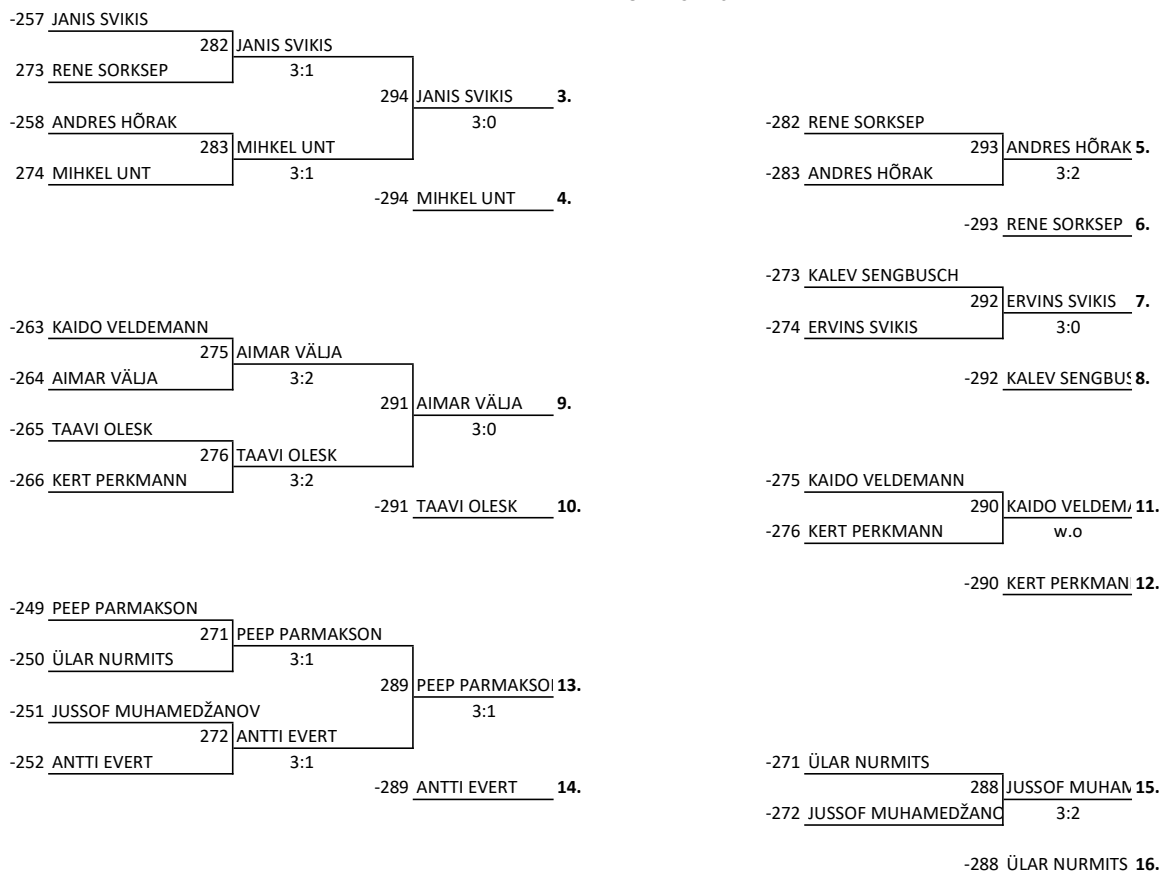 -257 JANIS SVIKIS
282 JANIS SVIKIS
273 RENE SORKSEP 3:1
294 JANIS SVIKIS 3.
-258 ANDRES HÕRAK 3:0 -282 RENE SORKSEP
283 MIHKEL UNT 293 ANDRES HÕRAK 5.
274 MIHKEL UNT 3:1 -283 ANDRES HÕRAK 3:2
-294 MIHKEL UNT 4.
-293 RENE SORKSEP 6.
-273 KALEV SENGBUSCH
292 ERVINS SVIKIS 7.
-263 KAIDO VELDEMANN -274 ERVINS SVIKIS 3:0
275 AIMAR VÄLJA
-264 AIMAR VÄLJA 3:2 -292 KALEV SENGBUS 8.
291 AIMAR VÄLJA 9.
-265 TAAVI OLESK 3:0
276 TAAVI OLESK
-266 KERT PERKMANN 3:2 -275 KAIDO VELDEMANN
-291 TAAVI OLESK 10. 290 KAIDO VELDEMA 11.
-276 KERT PERKMANN w.o
-290 KERT PERKMAN 12.
-249 PEEP PARMAKSON
271 PEEP PARMAKSON
-250 ÜLAR NURMITS 3:1
289 PEEP PARMAKSO 13.
-251 JUSSOF MUHAMEDŽANOV 3:1
272 ANTTI EVERT
-252 ANTTI EVERT 3:1 -271 ÜLAR NURMITS
-289 ANTTI EVERT 14. 288 JUSSOF MUHAM 15.
-272 JUSSOF MUHAMEDŽANO 3:2
-288 ÜLAR NURMITS 16.